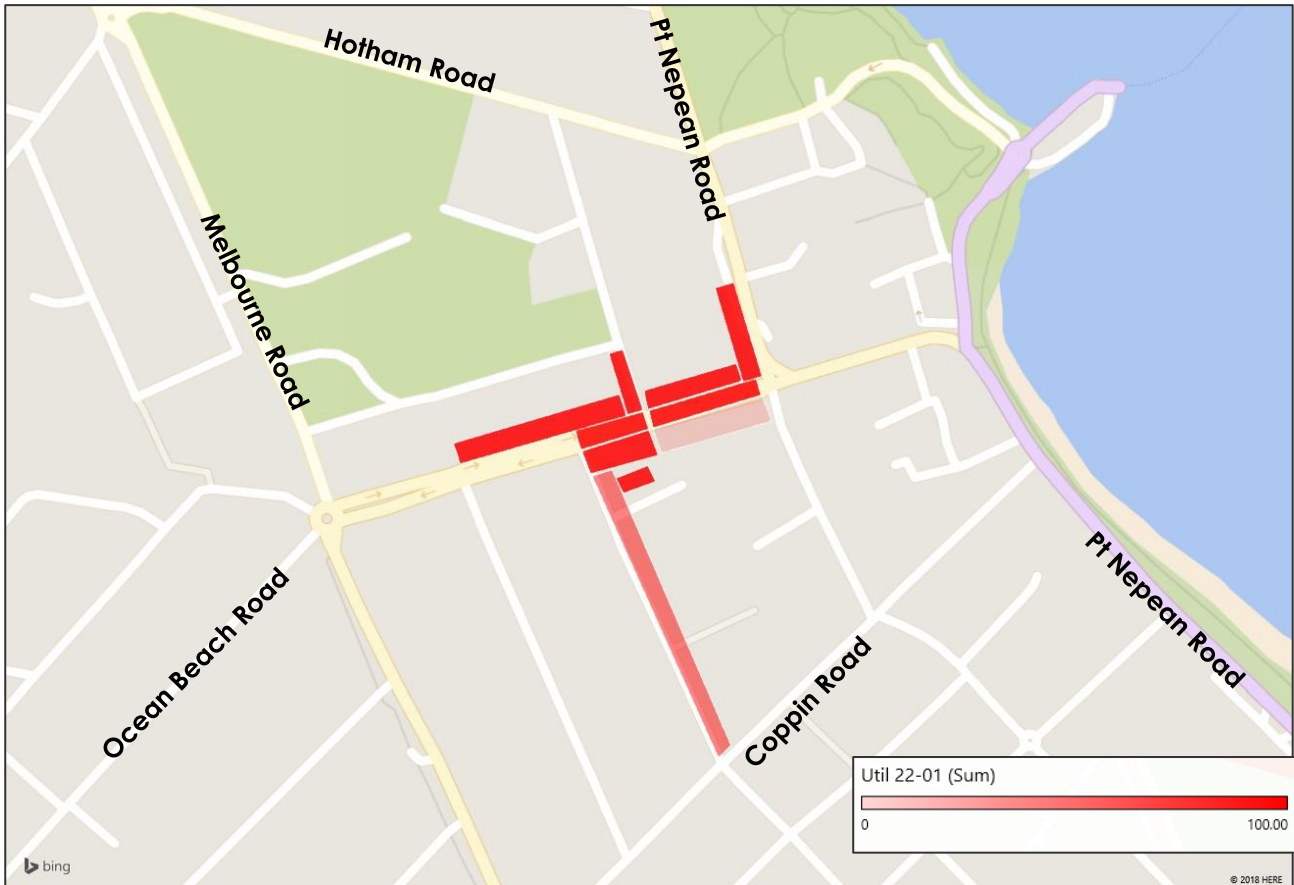 Hotham Road
Pt Nepean Road
Melbourne Road
Ocean Beach Road
Coppin Road
Pt Nepean Road
Util 22-01 (Sum)
0 100.00
bing
© 2018 HERE